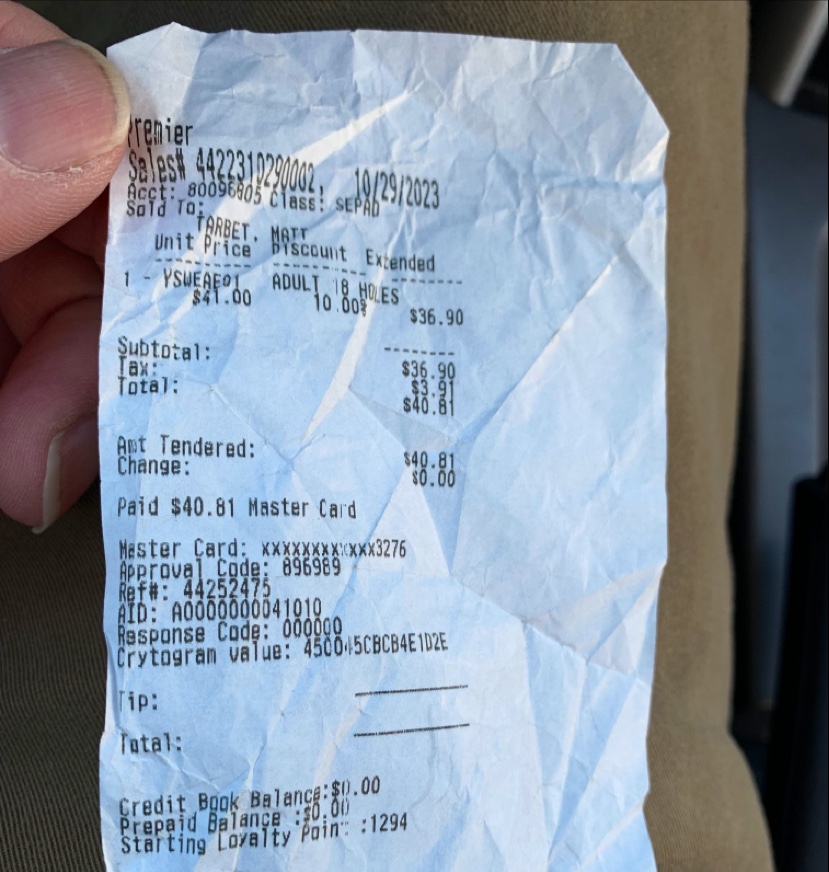 Premier
Sales# 4422310290002, 10/29/2023
Acct: Class: SEPAD
Sold To:
TARBET, MATT
Unit Price Discount Extended
--------- --------- --------
1 - YSWEAE01 ADULT 18 HOLES
$41.00 10.00% $36.90
--------
Subtotal: $36.90
Tax: $3.91
Total: $40.81
Amt Tendered: $40.81
Change: $0.00
Paid $40.81 Master Card
Master Card: xxxxxxxxxxxx3276
Approval Code: 896989
Ref#: 44252475
AID: A0000000041010
Response Code: 000000
Crytogram value:
Tip:
Total:
Credit Book Balance:$0.00
Prepaid Balance :$0.00
Starting Loyalty Point :1294